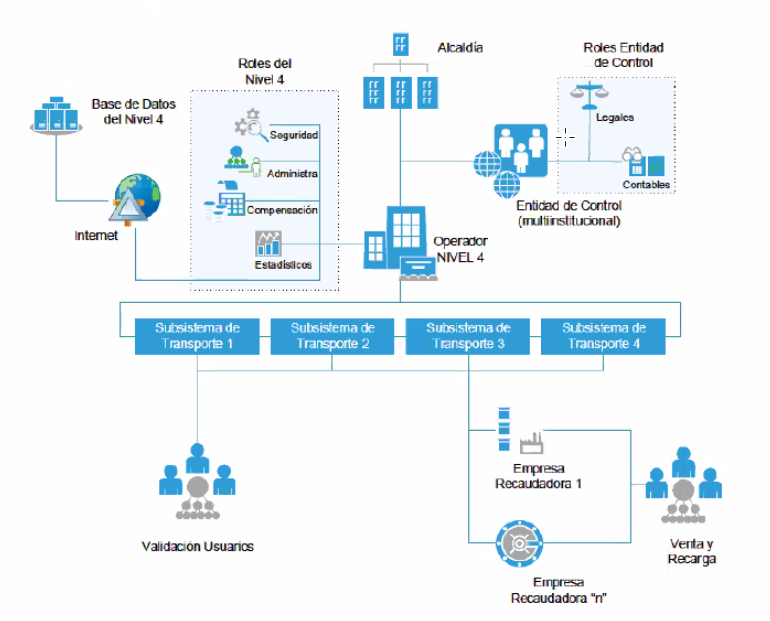 Alcaldía
Roles Entidad
de Control
Roles del
Nivel 4
Base de Datos
del Nivel 4
Legales
Seguridad
Administra
Contables
Compensación
Entidad de Control
(multiinstitucional)
Internet
Operador
NIVEL 4
Estadísticos
Subsistema de
Transporte 1
Subsistema de
Transporte 2
Subsistema de
Transporte 3
Subsistema de
Transporte 4
Empresa
Recaudadora 1
Validación Usuarios
Venta y
Recarga
Empresa
Recaudadora "n"